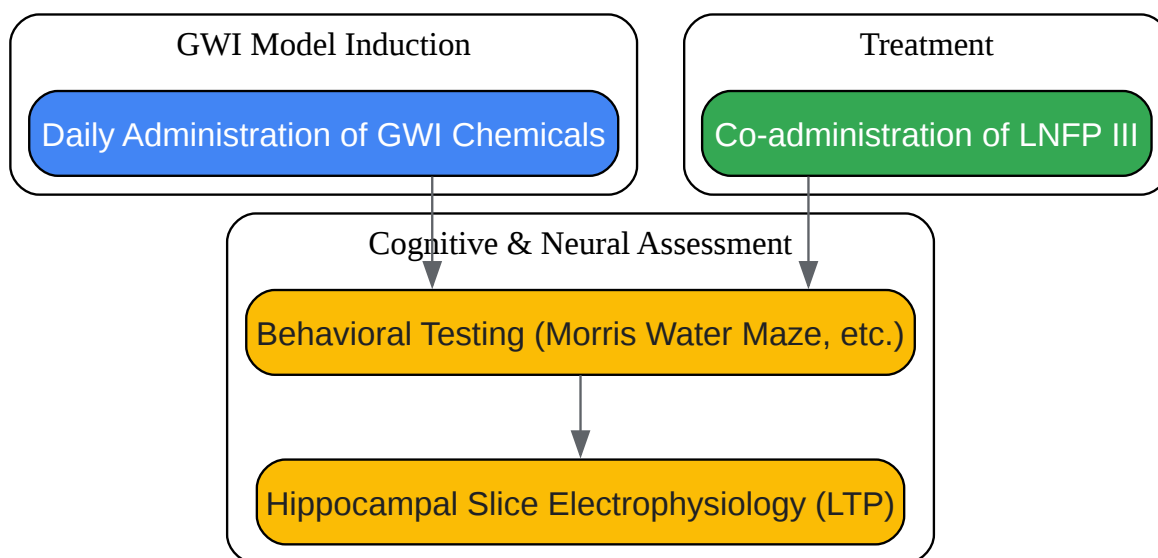 GWI Model Induction
Daily Administration of GWI Chemicals
Treatment
Co-administration of LNFP III
Cognitive & Neural Assessment
Behavioral Testing (Morris Water Maze, etc.)
Hippocampal Slice Electrophysiology (LTP)